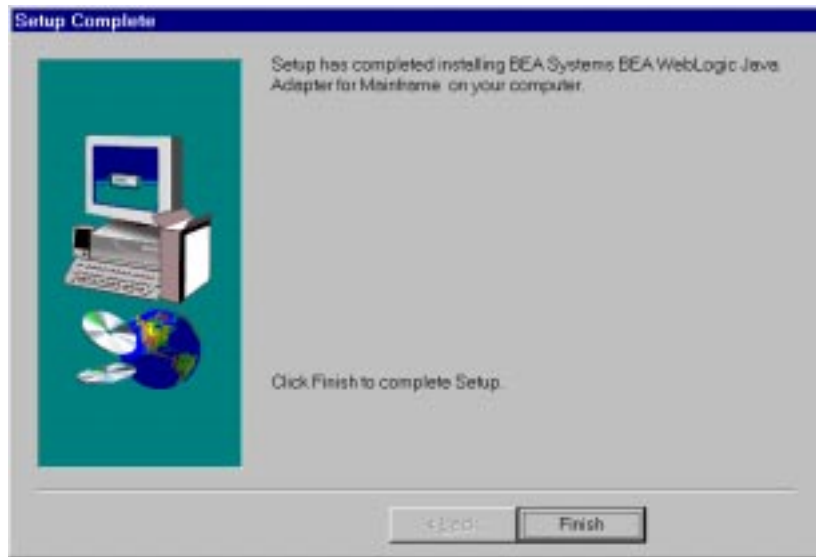 Setup Complete
Setup has completed installing BEA Systems BEA WebLogic Java
Adapter for Mainframe on your computer.
Click Finish to complete Setup.
Finish